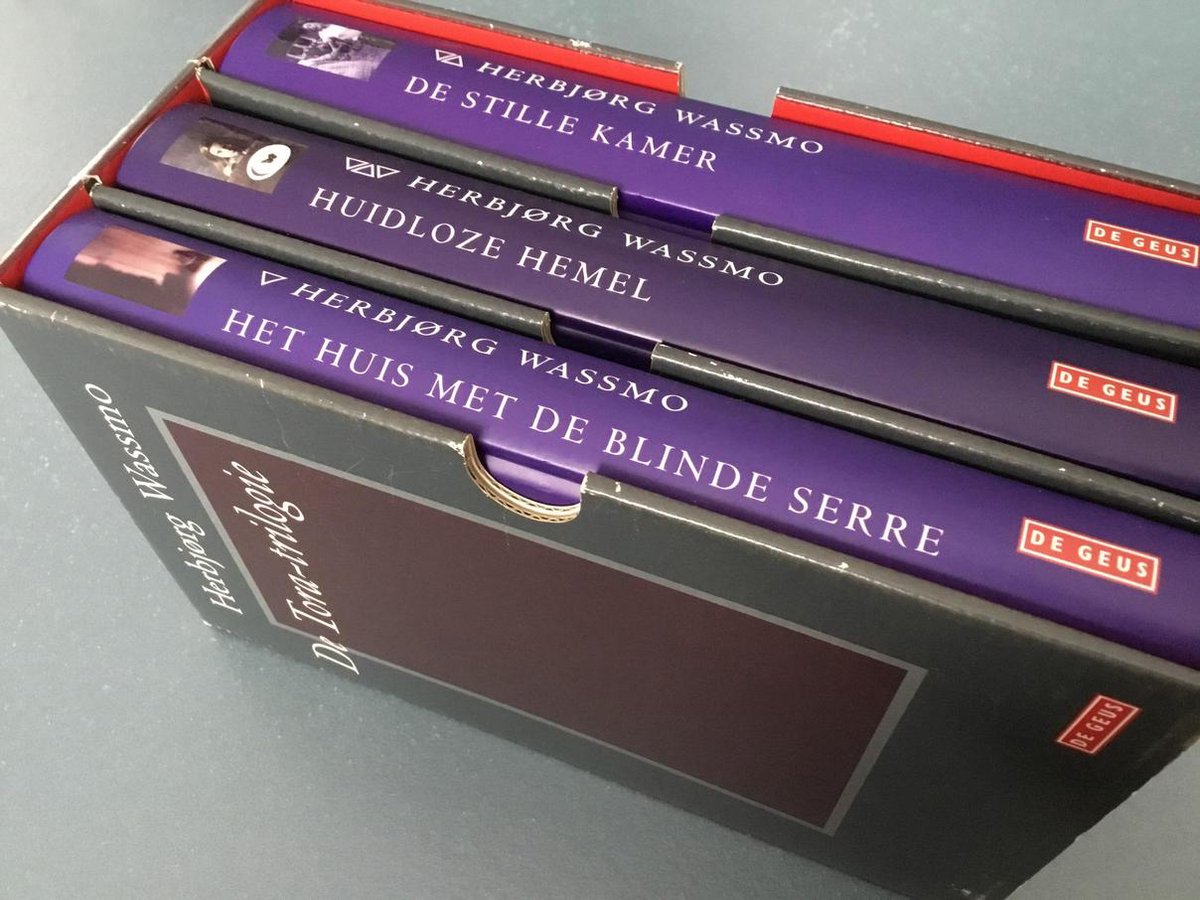 HERBJØRG WASSMO
DE STILLE KAMER
DE GEUS
HERBJØRG WASSMO
HUIDLOZE HEMEL
DE GEUS
HERBJØRG WASSMO
HET HUIS MET DE BLINDE SERRE
DE GEUS
Herbjørg Wassmo
De Tora-trilogie
DE GEUS